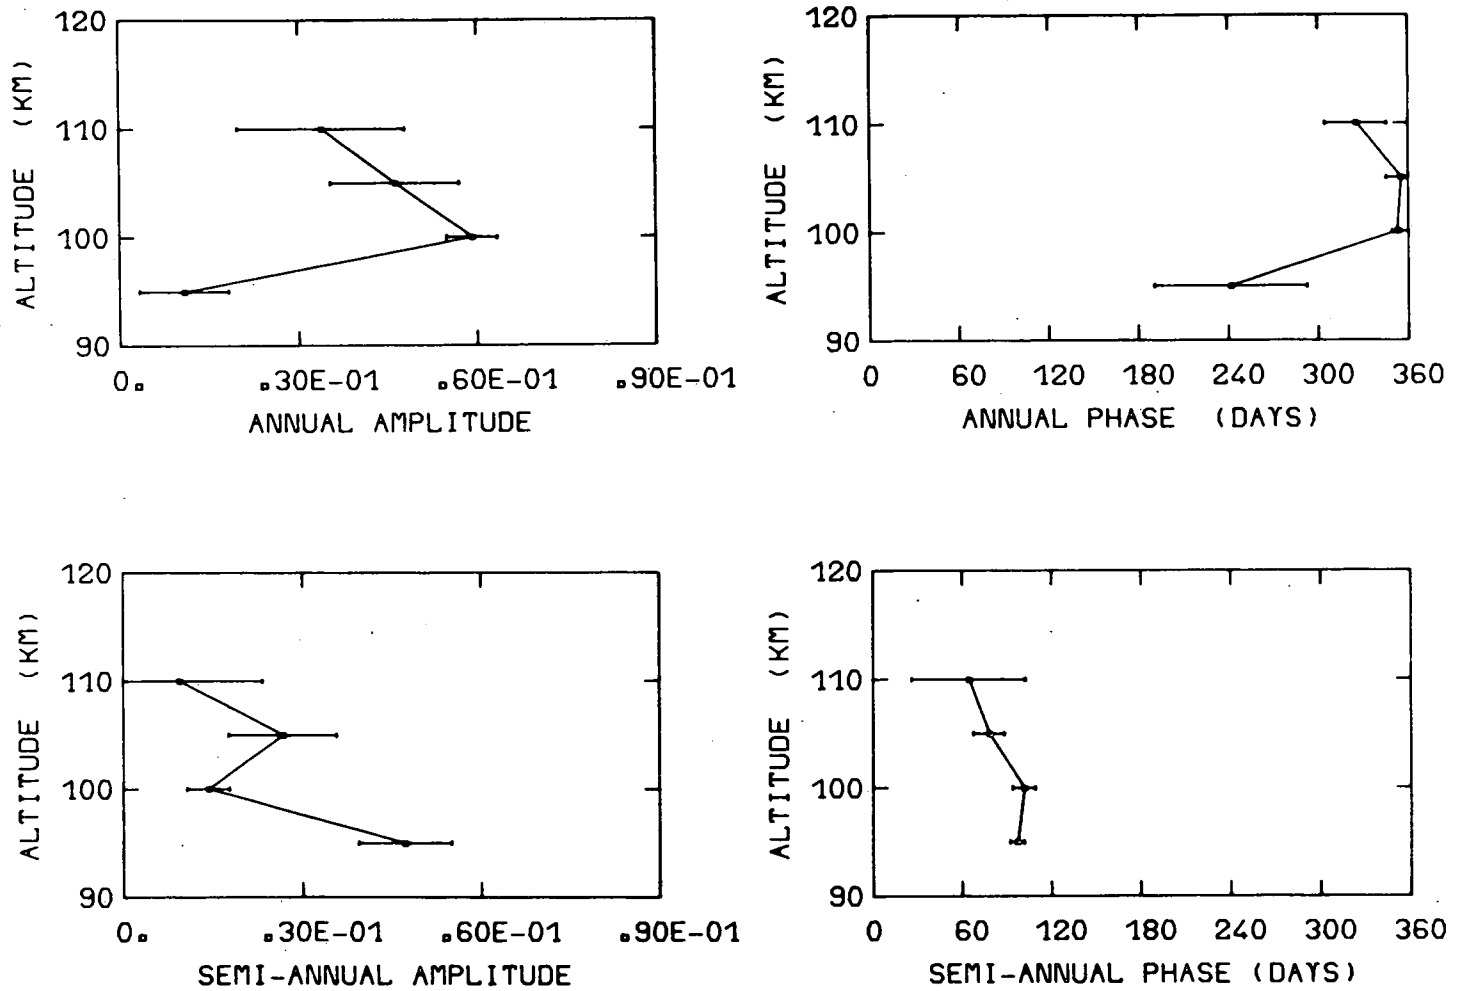 120
110
100
90
ALTITUDE (KM)
0. .30E-01 .60E-01 .90E-01
ANNUAL AMPLITUDE
120
110
100
90
ALTITUDE (KM)
0 60 120 180 240 300 360
ANNUAL PHASE (DAYS)
120
110
100
90
ALTITUDE (KM)
0. .30E-01 .60E-01 .90E-01
SEMI-ANNUAL AMPLITUDE
120
110
100
90
ALTITUDE (KM)
0 60 120 180 240 300 360
SEMI-ANNUAL PHASE (DAYS)